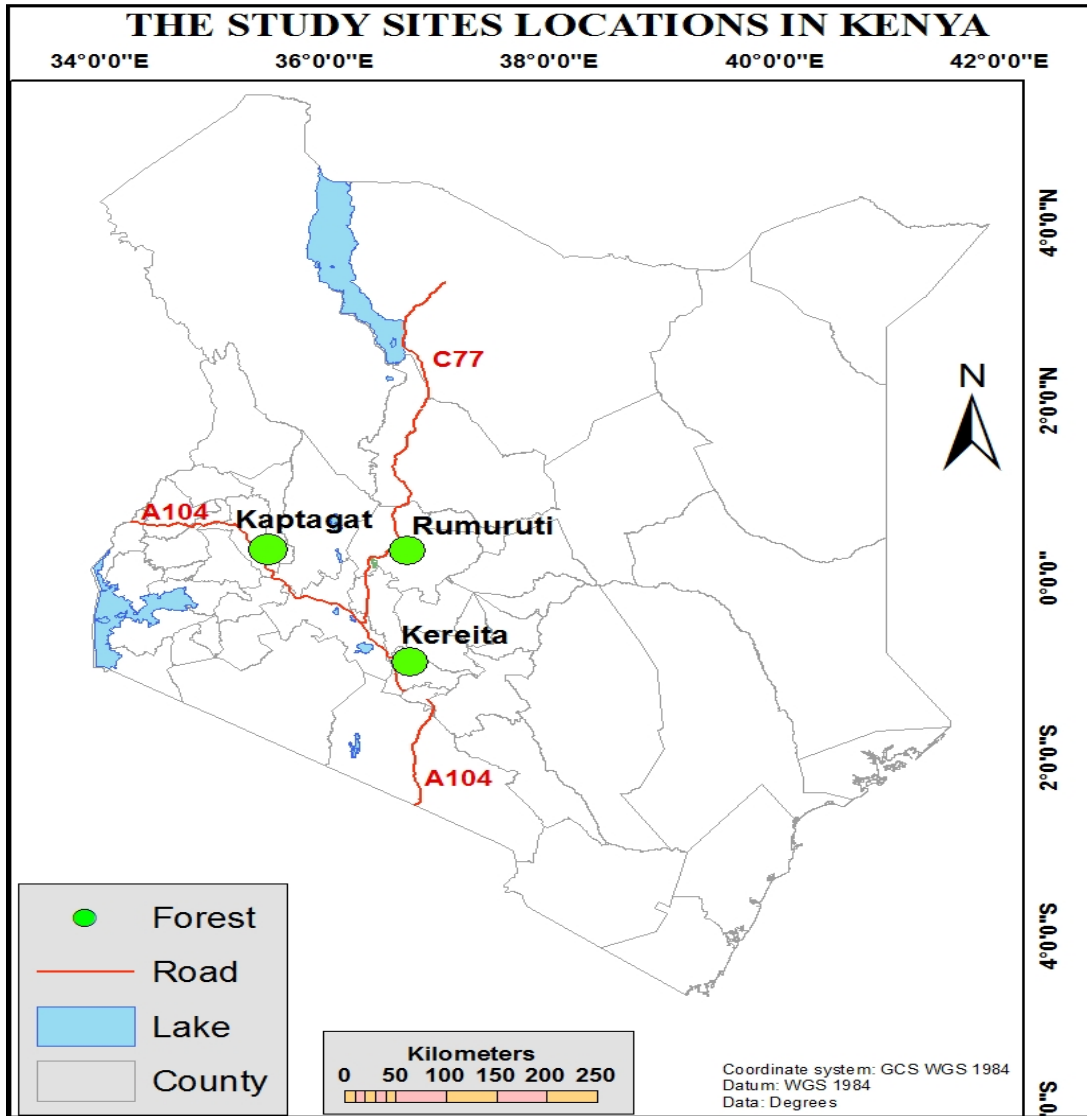 THE STUDY SITES LOCATIONS IN KENYA
34°0'0"E 36°0'0"E 38°0'0"E 40°0'0"E 42°0'0"E
4°0'0"N
2°0'0"N
0°0'0"
2°0'0"S
4°0'0"S
N
C77
A104
Kaptagat
Rumuruti
Kereita
A104
Forest
Road
Lake
County
Kilometers
0 50 100 150 200 250
Coordinate system: GCS WGS 1984
Datum: WGS 1984
Data: Degrees